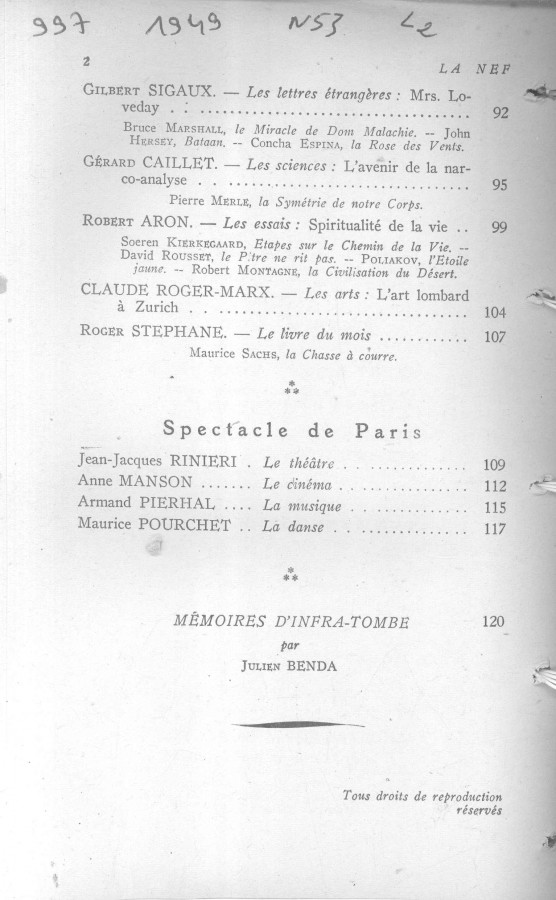 997 1949 N53 L2
2 LA NEF
GILBERT SIGAUX. — Les lettres étrangères : Mrs. Lo-
veday . . ........................................ 92
Bruce MARSHALL, le Miracle de Dom Malachie. — John
HERSEY, Bataan. — Concha ESPINA, la Rose des Vents.
GÉRARD CAILLET. — Les sciences : L'avenir de la nar-
co-analyse . . ................................ 95
Pierre MERLE, la Symétrie de notre Corps.
ROBERT ARON. — Les essais : Spiritualité de la vie .. 99
Soeren KIERKEGAARD, Etapes sur le Chemin de la Vie. —
David ROUSSET, le P.tre ne rit pas. — POLIAKOV, l'Etoile
jaune. — Robert MONTAGNE, la Civilisation du Désert.
CLAUDE ROGER-MARX. — Les arts : L'art lombard
à Zurich . . ................................. 104
ROGER STEPHANE. — Le livre du mois ............ 107
Maurice SACHS, la Chasse à courre.
***
Spectacle de Paris
Jean-Jacques RINIERI . Le théâtre . . .............. 109
Anne MANSON ....... Le cinéma . . ............. 112
Armand PIERHAL .... La musique . . ............. 115
Maurice POURCHET .. La danse . . ............... 117
***
MÉMOIRES D'INFRA-TOMBE 120
par
JULIEN BENDA
Tous droits de reproduction
réservés